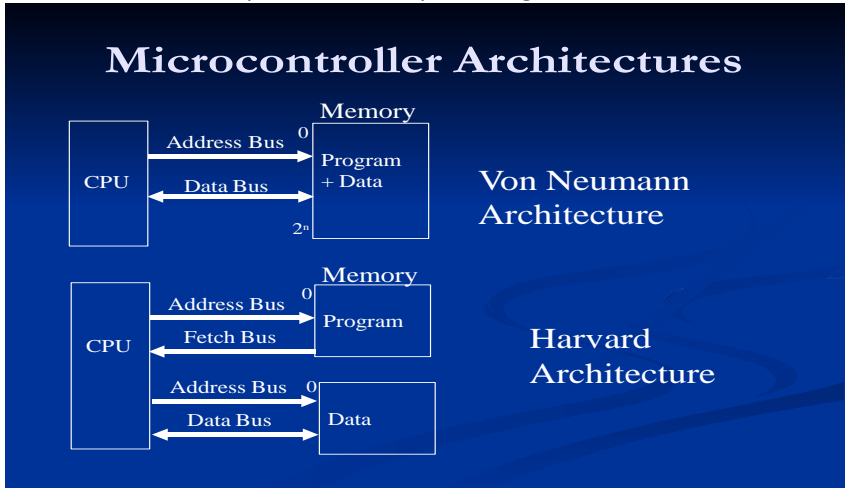 Microcontroller Architectures
Memory
0
Address Bus
CPU
Program
+ Data
Data Bus
2ⁿ
Von Neumann
Architecture
Memory
0
Address Bus
Program
Fetch Bus
CPU
Address Bus
0
Data Bus
Data
Harvard
Architecture